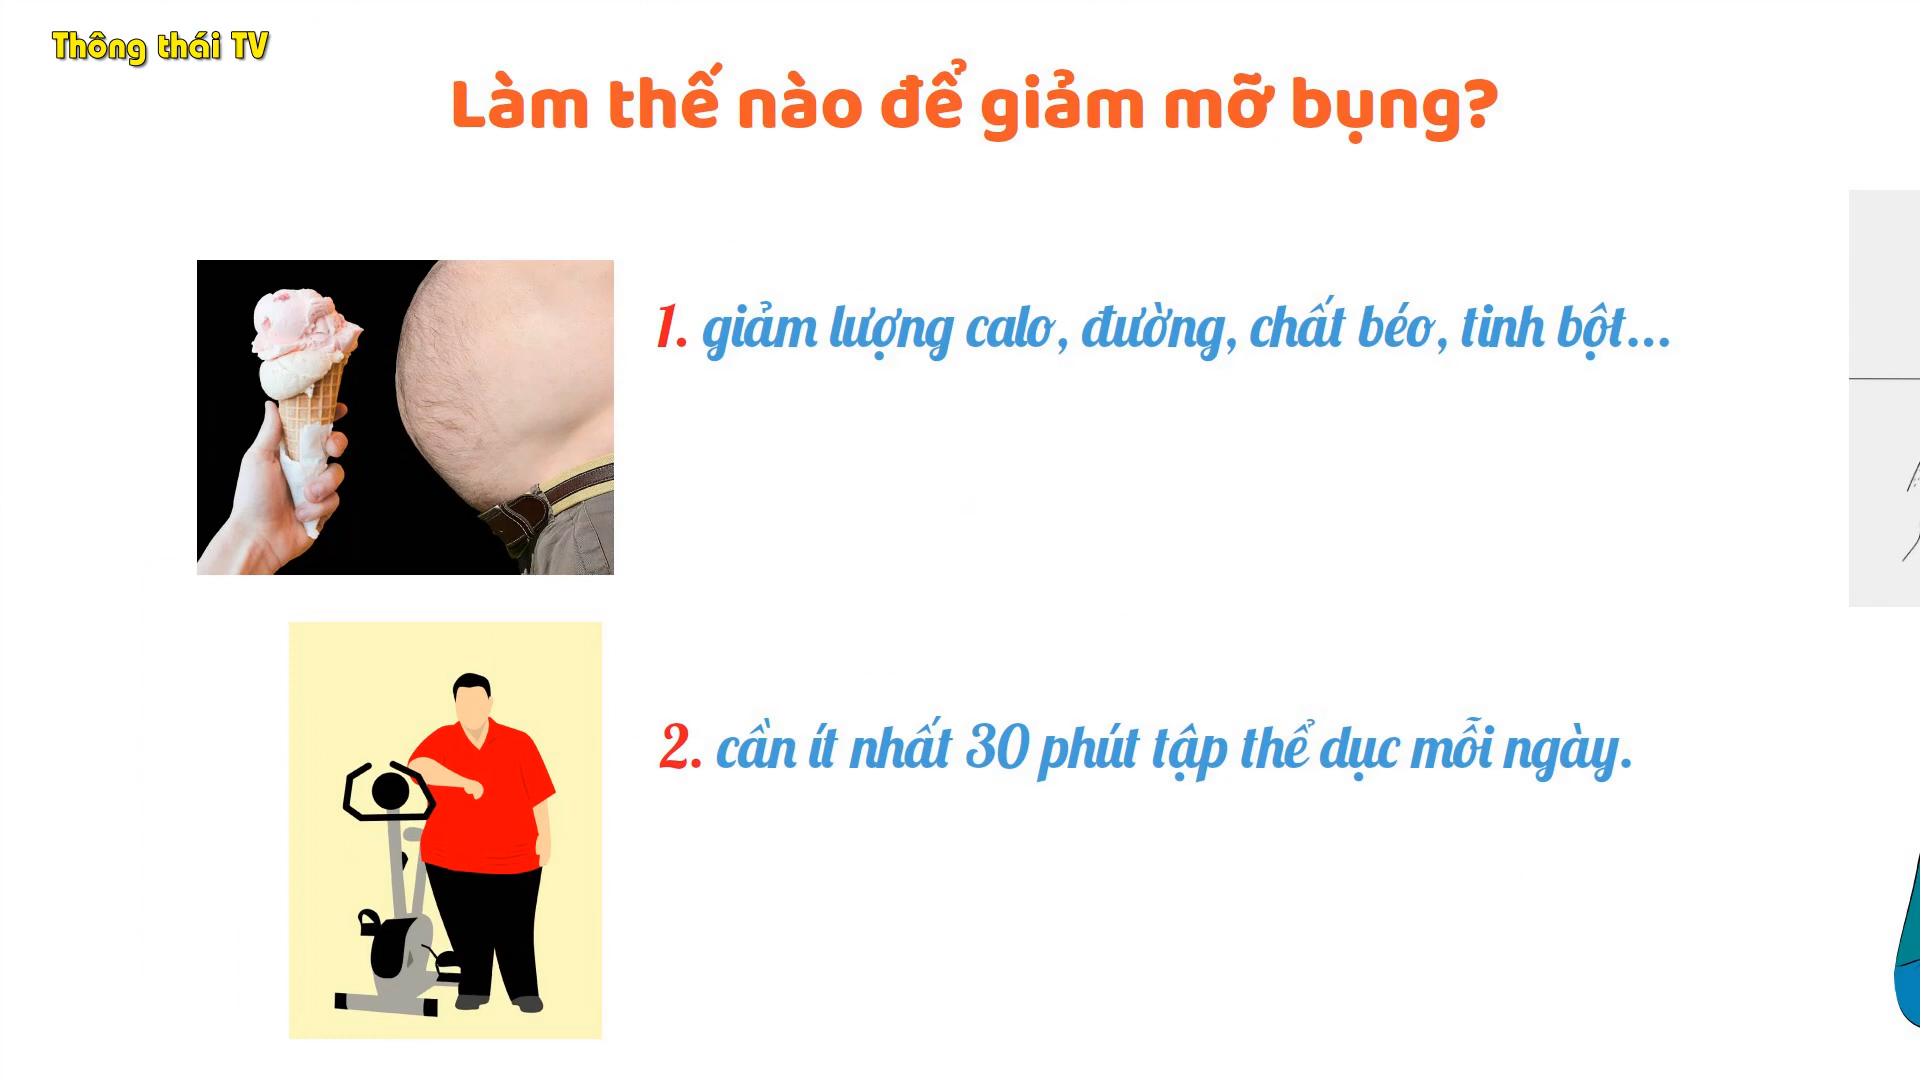 Thông thái TV
Làm thế nào để giảm mỡ bụng?
1. giảm lượng calo, đường, chất béo, tinh bột...
2. cần ít nhất 30 phút tập thể dục mỗi ngày.